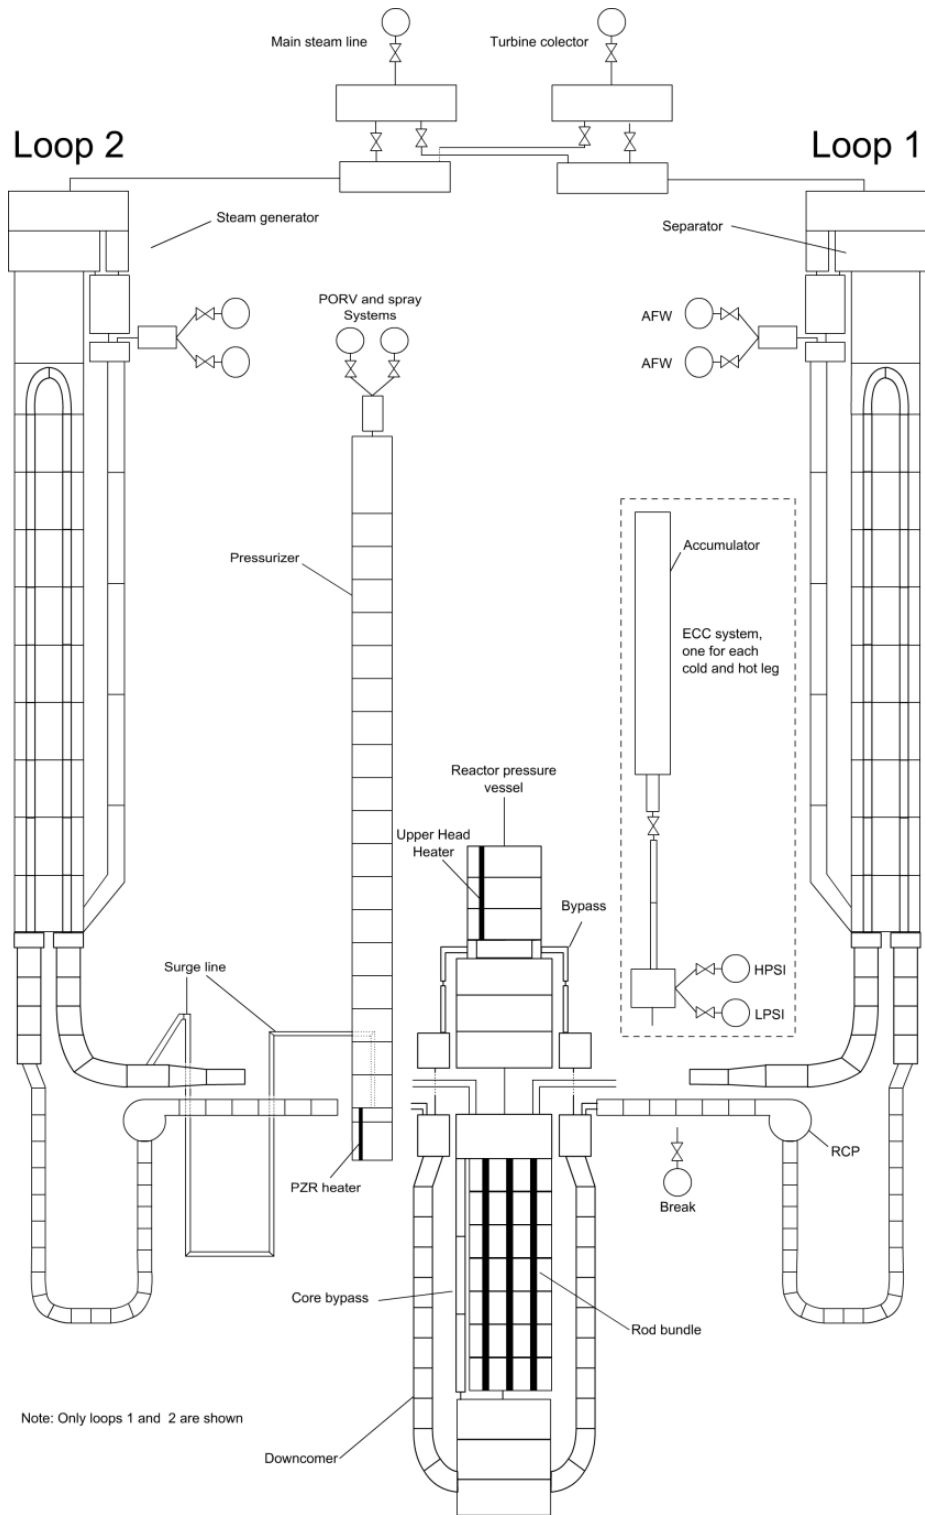 Main steam line
Turbine colector
Loop 2
Loop 1
Steam generator
Separator
PORV and spray
Systems
AFW
AFW
Pressurizer
Accumulator
ECC system,
one for each
cold and hot leg
Reactor pressure
vessel
Upper Head
Heater
Bypass
Surge line
HPSI
LPSI
RCP
PZR heater
Break
Core bypass
Rod bundle
Note: Only loops 1 and  2 are shown
Downcomer